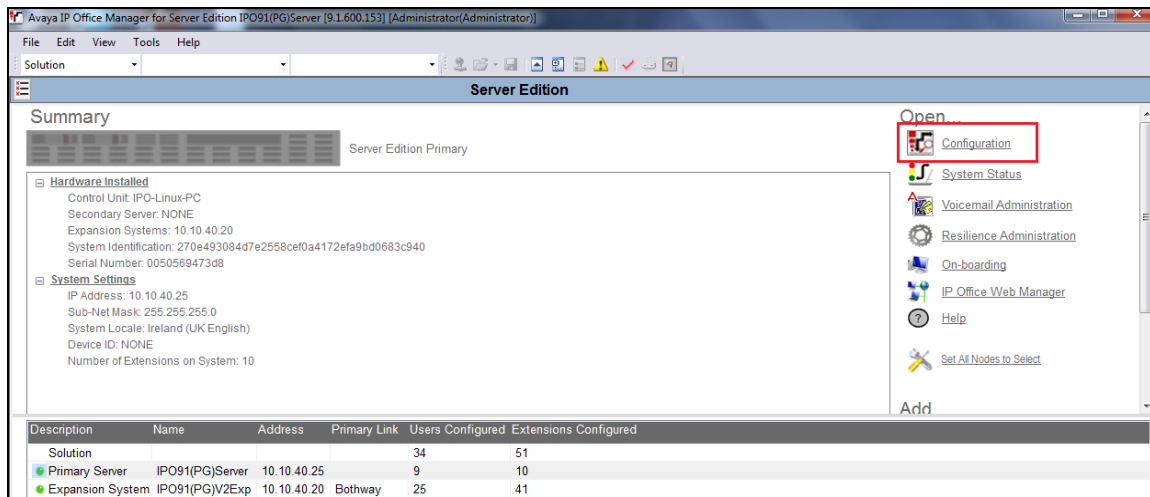 Avaya IP Office Manager for Server Edition IPO91(PG)Server [9.1.600.153] [Administrator(Administrator)]
File Edit View Tools Help
Solution
Server Edition
Summary
Server Edition Primary
Hardware Installed
Control Unit: IPO-Linux-PC
Secondary Server: NONE
Expansion Systems: 10.10.40.20
System Identification: 270e493084d7e2558cef0a4172efa9bd0683c940
Serial Number: 0050569473d8
System Settings
IP Address: 10.10.40.25
Sub-Net Mask: 255.255.255.0
System Locale: Ireland (UK English)
Device ID: NONE
Number of Extensions on System: 10
Open...
Configuration
System Status
Voicemail Administration
Resilience Administration
On-boarding
IP Office Web Manager
Help
Set All Nodes to Select
Add
Description Name Address Primary Link Users Configured Extensions Configured
Solution 34 51
Primary Server IPO91(PG)Server 10.10.40.25 9 10
Expansion System IPO91(PG)V2Exp 10.10.40.20 Bothway 25 41